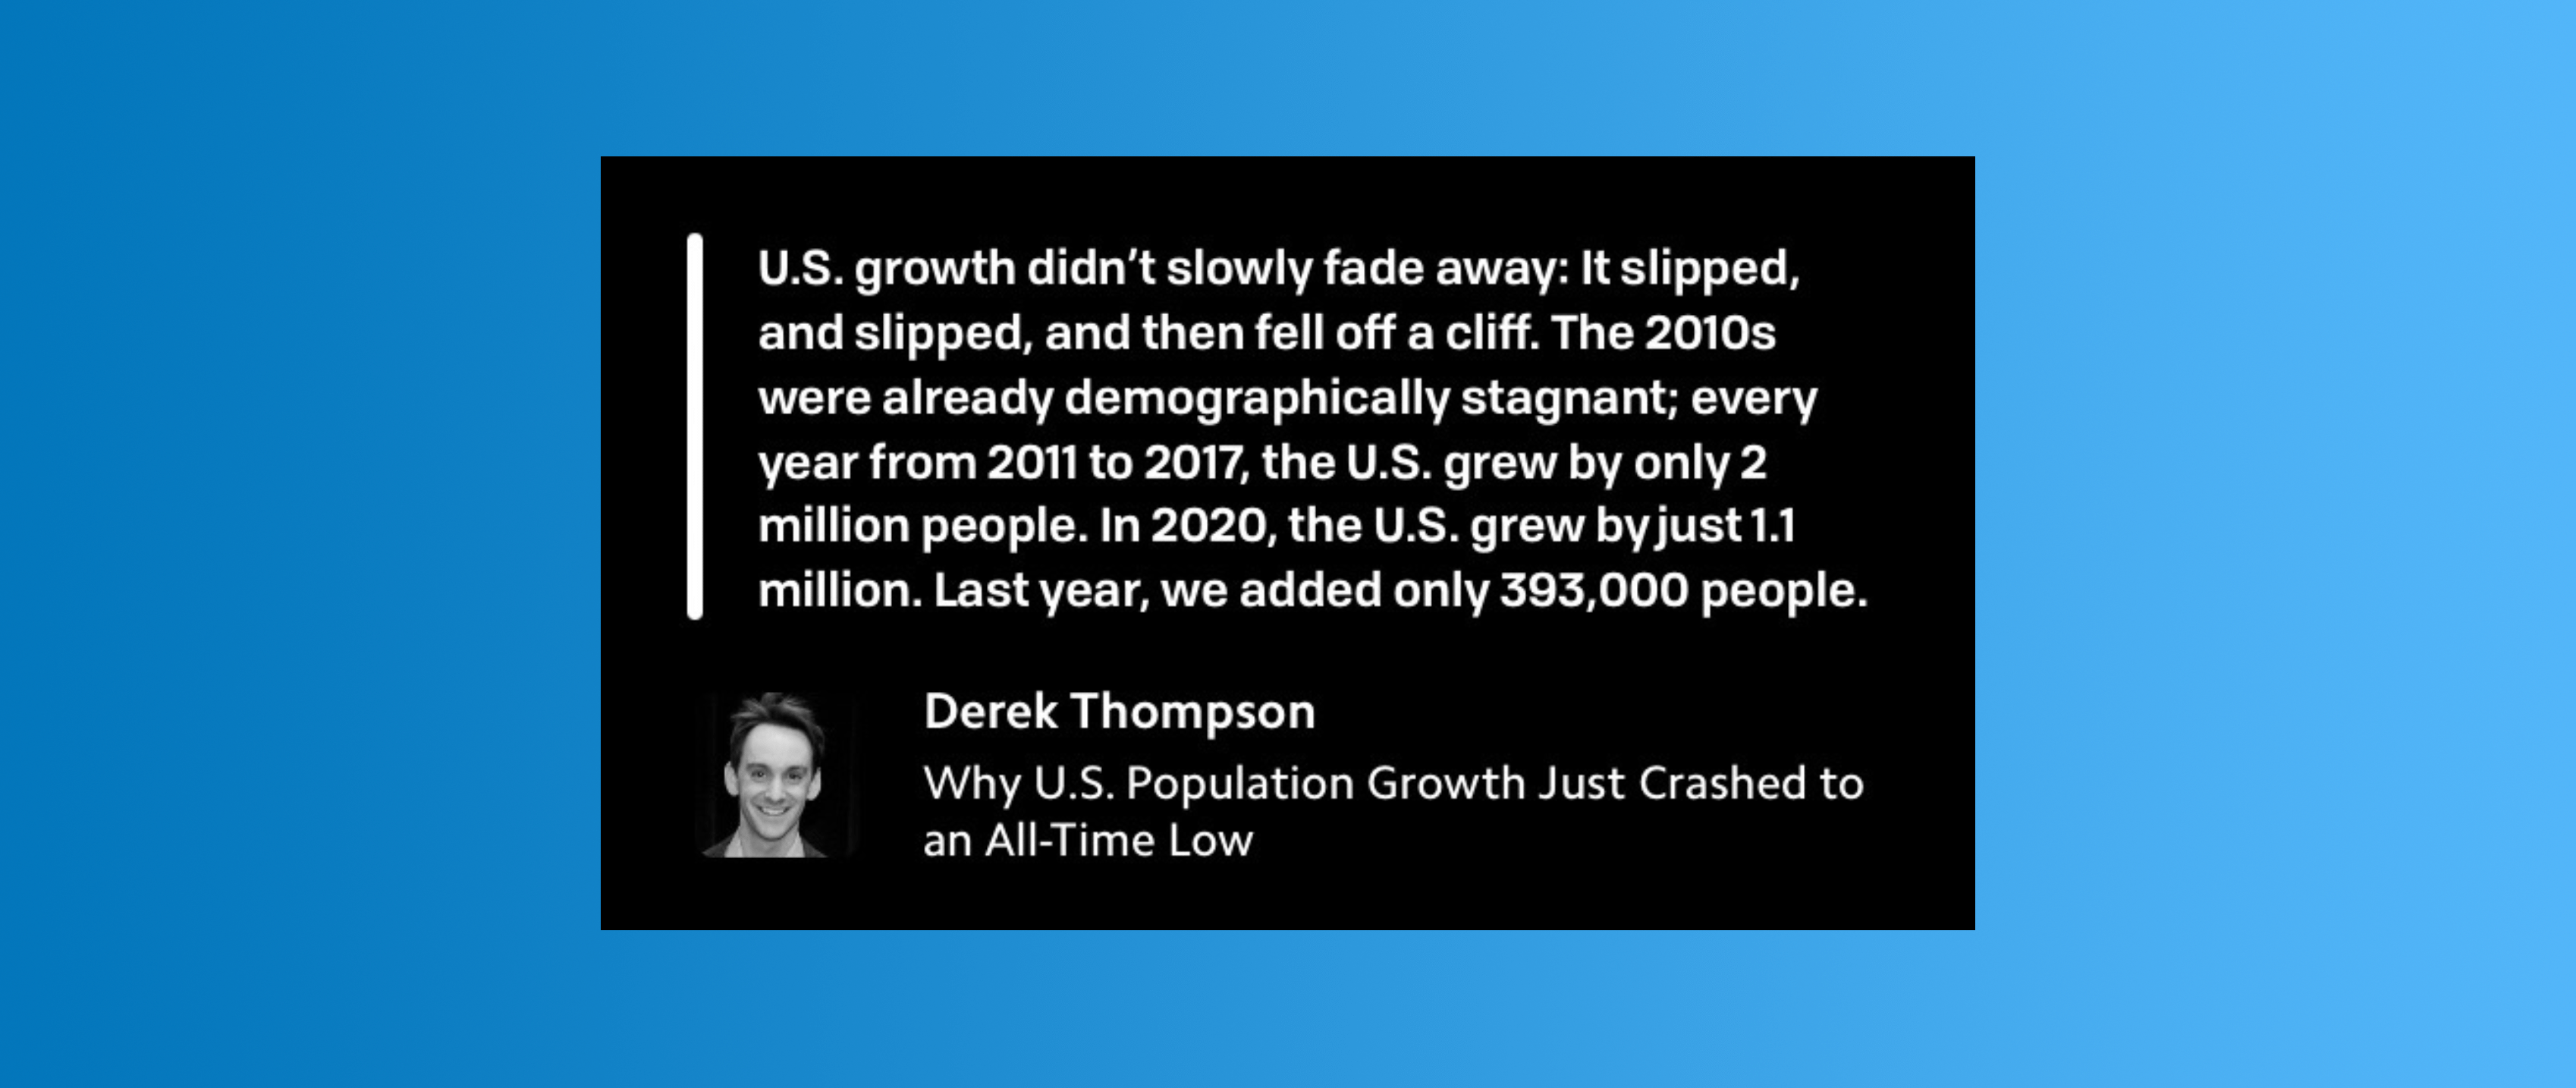 U.S. growth didn’t slowly fade away: It slipped,
and slipped, and then fell off a cliff. The 2010s
were already demographically stagnant; every
year from 2011 to 2017, the U.S. grew by only 2
million people. In 2020, the U.S. grew by just 1.1
million. Last year, we added only 393,000 people.
Derek Thompson
Why U.S. Population Growth Just Crashed to
an All-Time Low